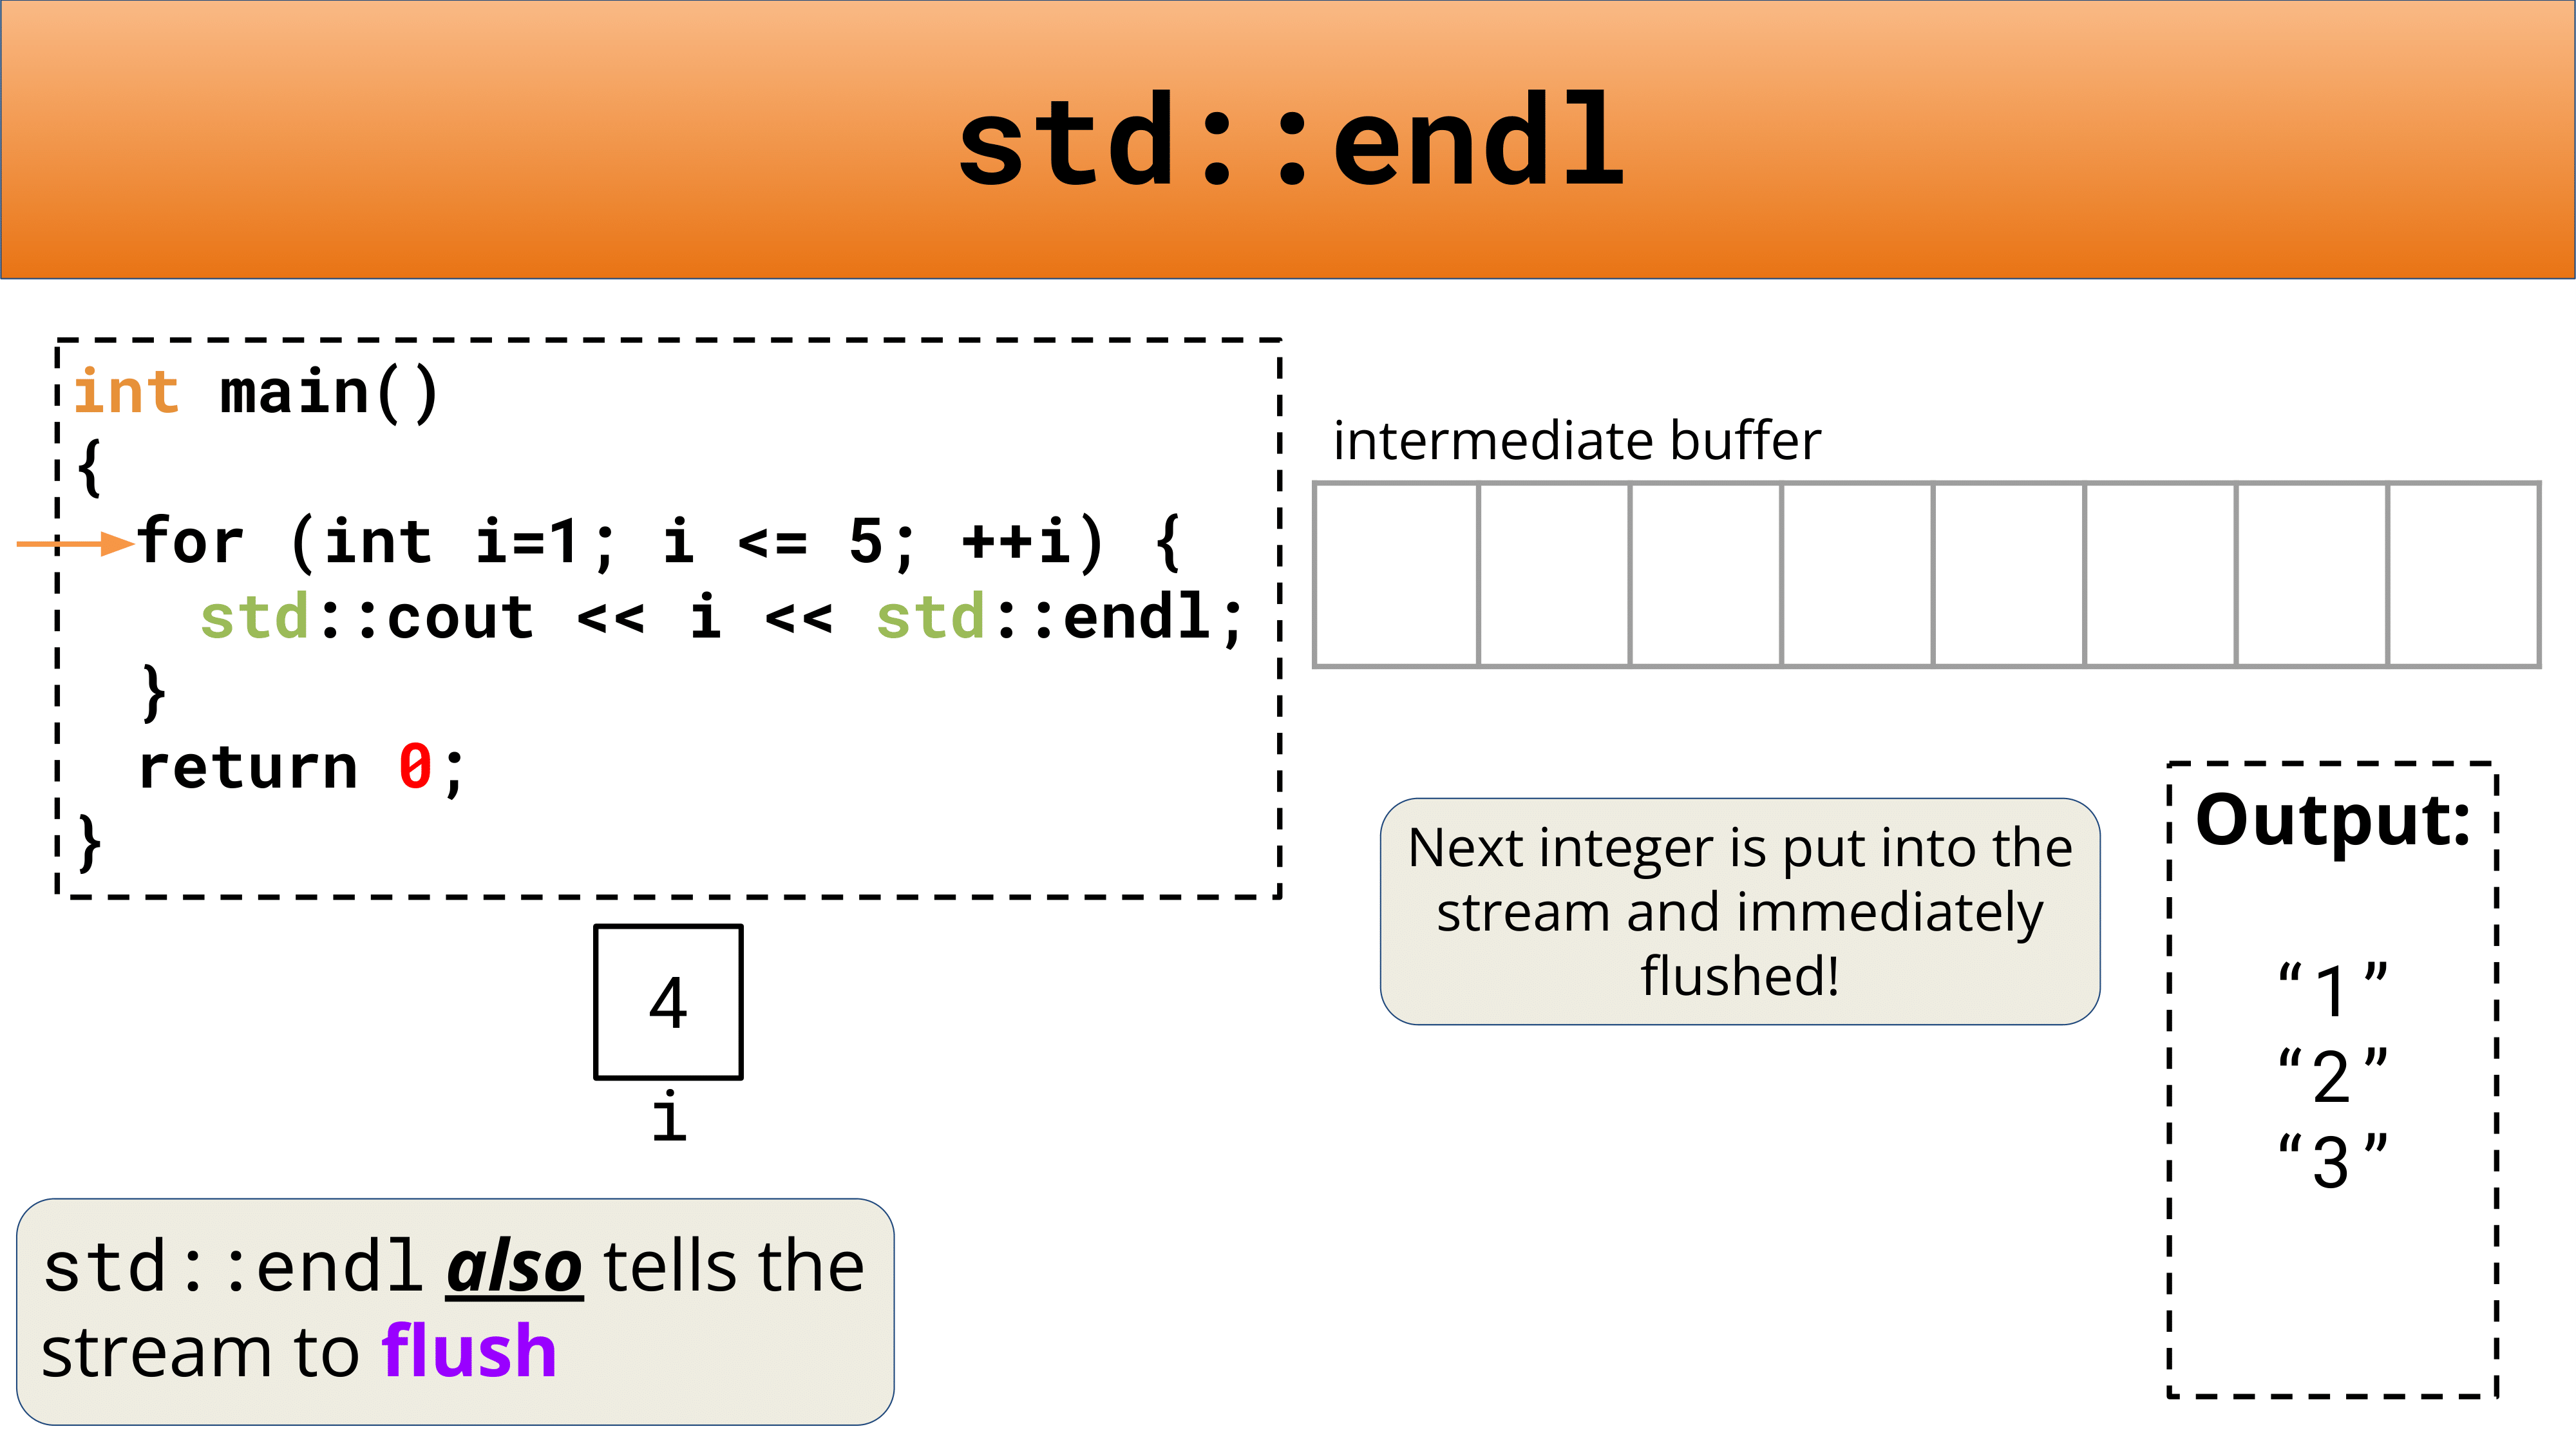 std::endl
int main()
{
for (int i=1; i <= 5; ++i) {
std::cout << i << std::endl;
}
return 0;
}
intermediate buffer
Next integer is put into the
stream and immediately
flushed!
Output:
“1”
“2”
“3”
4
i
std::endl also tells the
stream to flush